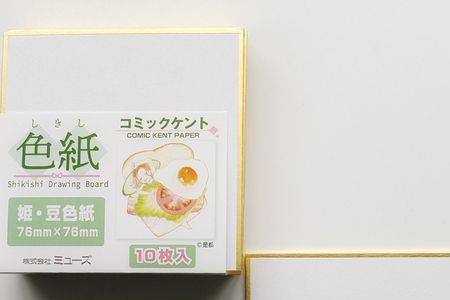 しきし
色紙
Shikishi Drawing Board
姫・豆色紙
76mm×76mm
株式会社 ミューズ
コミックケント
COMIC KENT PAPER
©是都
10枚入